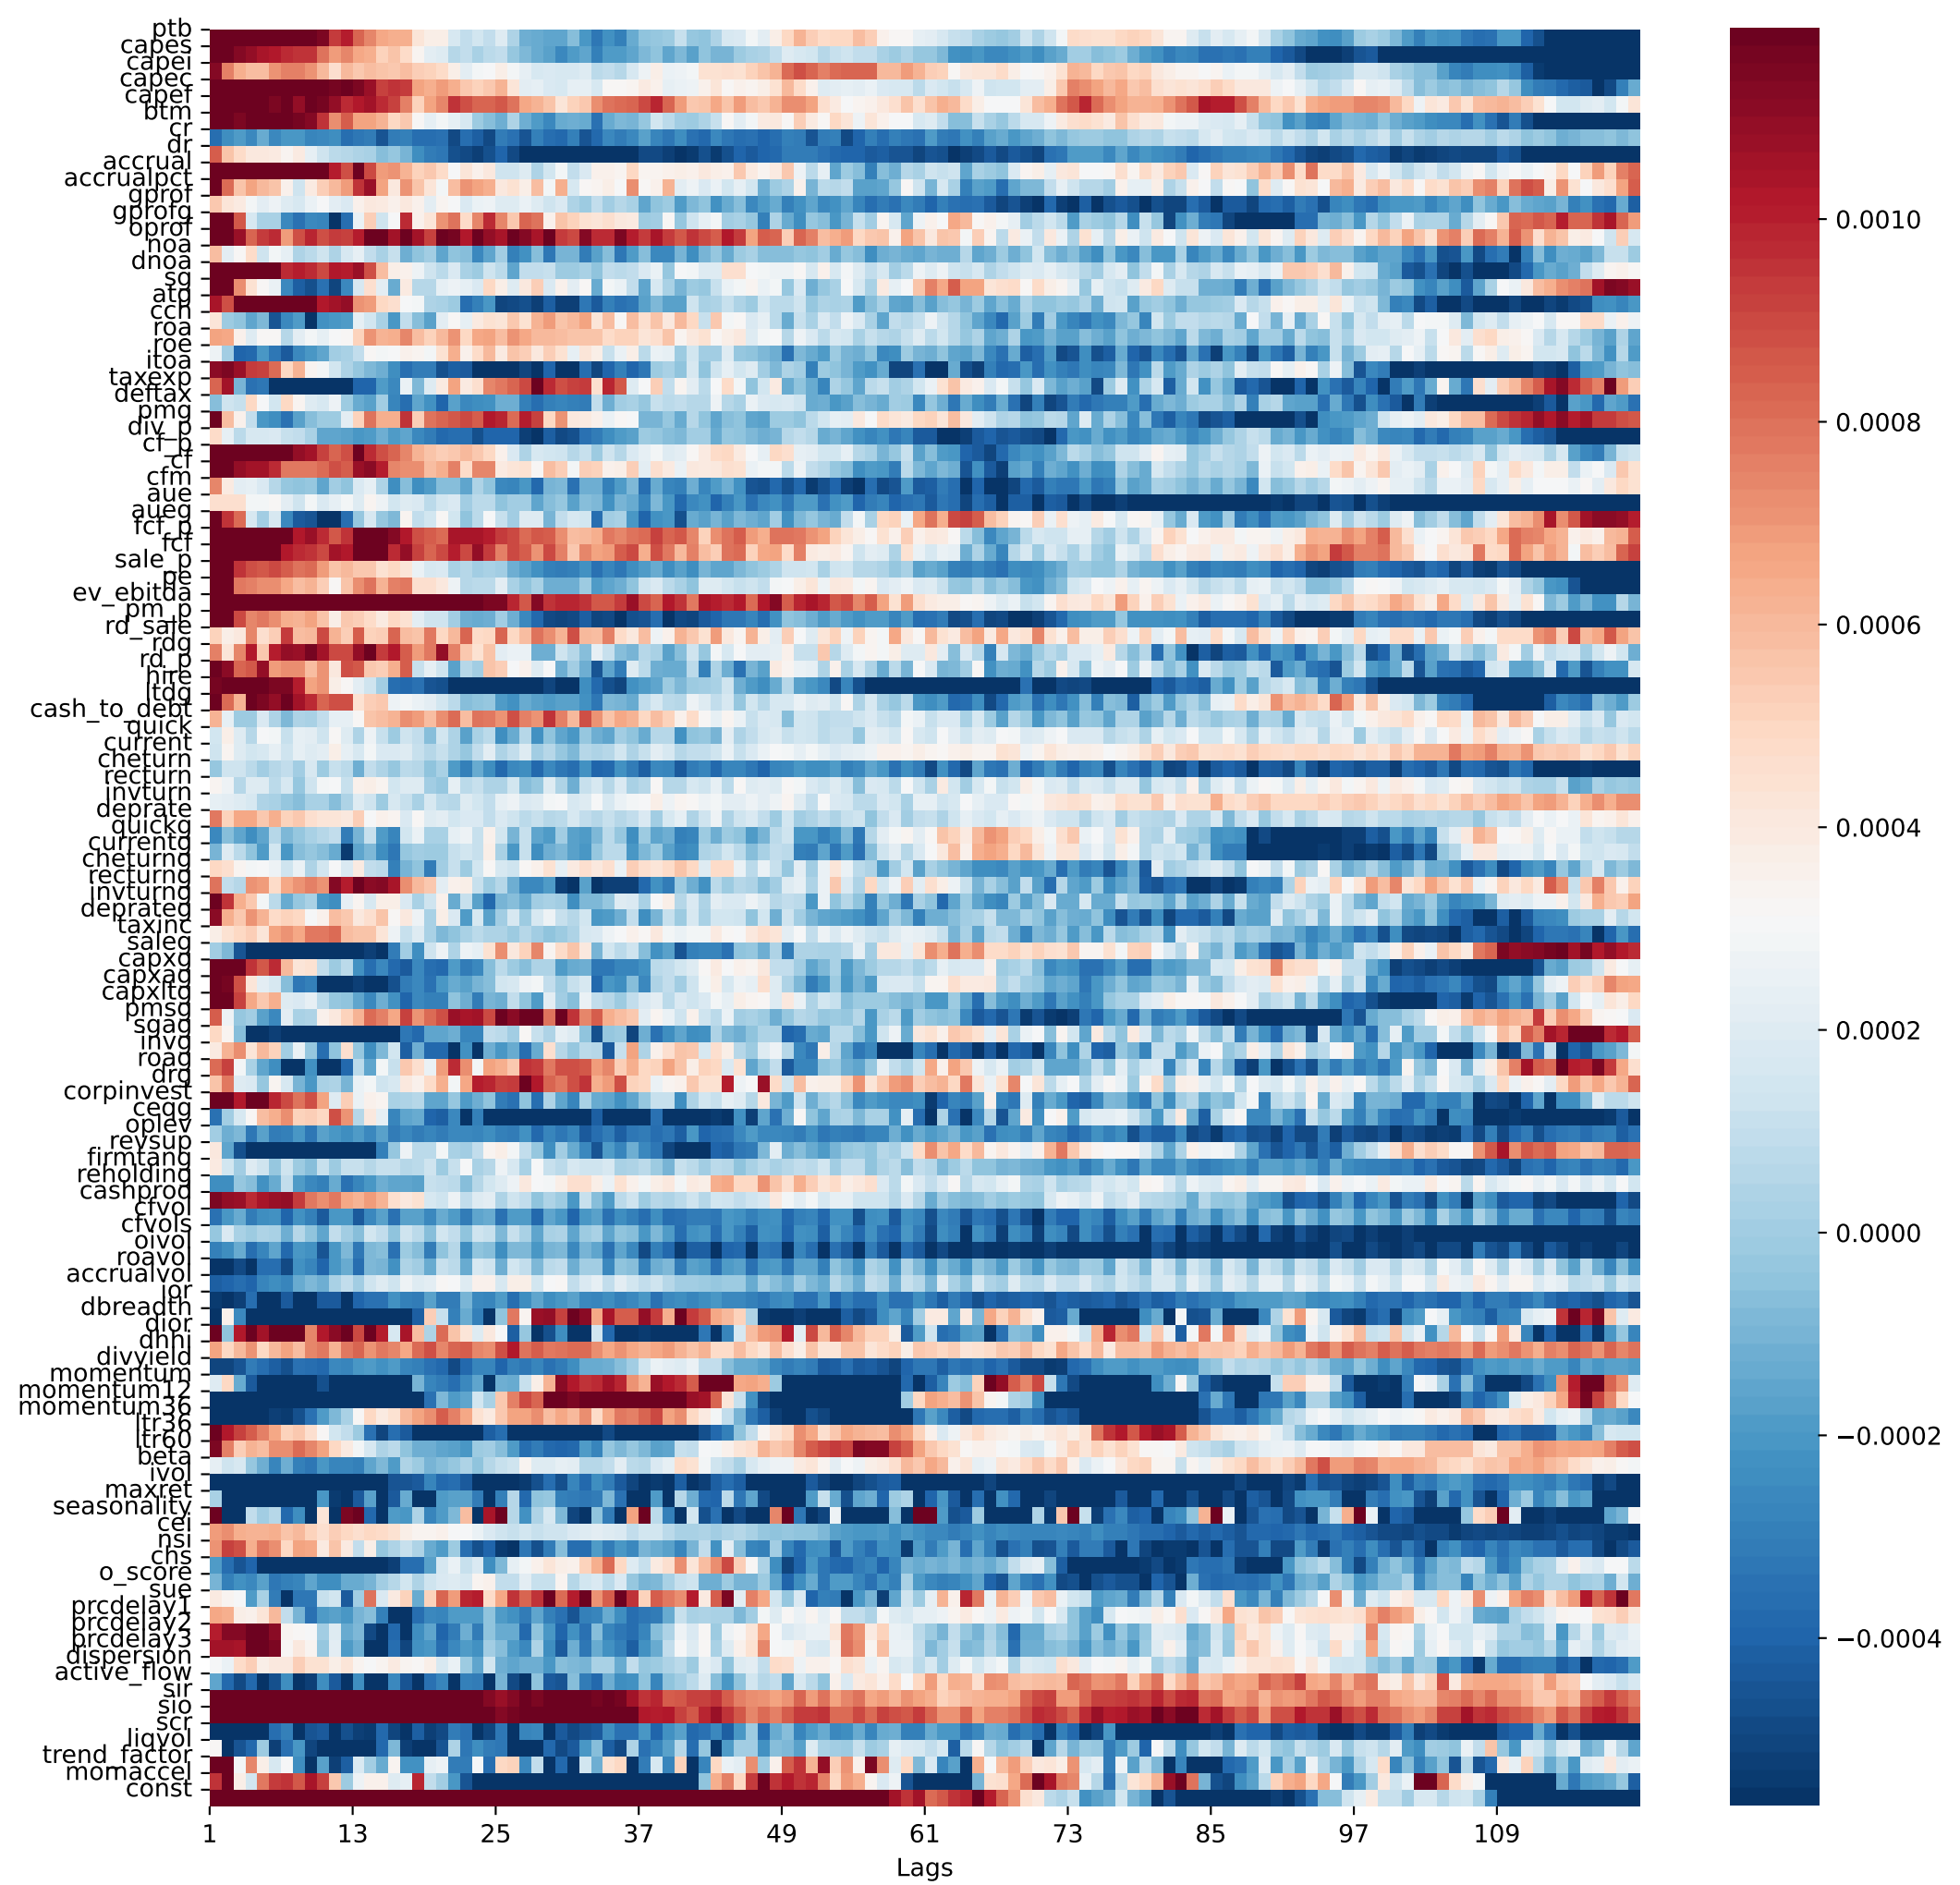 ptb
capes
capei
capec
capef
btm
cr
dr
accrual
accrualpct
gprof
gprofg
oprof
noa
dnoa
sg
atg
cch
roa
roe
itoa
taxexp
deftax
pmg
div_p
cf_p
cf
cfm
aue
aueg
fcf_p
fcf
sale_p
pe
ev_ebitda
pm_p
rd_sale
rdg
rd_p
hire
ltdg
cash_to_debt
quick
current
cheturn
recturn
invturn
deprate
quickg
currentg
cheturng
recturng
invturng
deprateg
taxinc
saleg
capxg
capxag
capxitg
pmsg
sgag
invg
roag
drg
corpinvest
ceqg
oplev
revsup
firmtang
reholding
cashprod
cfvol
cfvols
oivol
roavol
accrualvol
ior
dbreadth
dior
dhhi
divyield
momentum
momentum12
momentum36
ltr36
ltr60
beta
ivol
maxret
seasonality
cei
nsi
chs
o_score
sue
prcdelay1
prcdelay2
prcdelay3
dispersion
active_flow
sir
sio
scr
liqvol
trend_factor
momaccel
const
1 13 25 37 49 61 73 85 97 109
Lags
0.0010
0.0008
0.0006
0.0004
0.0002
0.0000
−0.0002
−0.0004